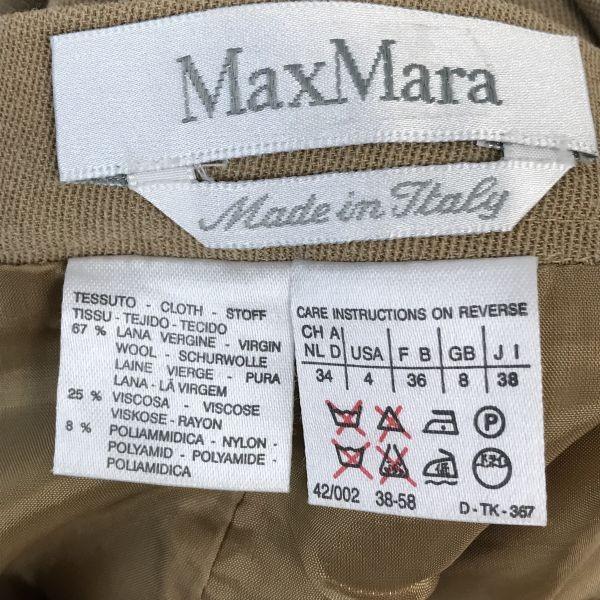 MaxMara
Made in Italy
TESSUTO - CLOTH - STOFF
TISSU - TEJIDO - TECIDO
67 % LANA VERGINE - VIRGIN
WOOL - SCHURWOLLE
LAINE VIERGE - PURA
LANA - LÃ VIRGEM
25 % VISCOSA - VISCOSE
VISKOSE - RAYON
8 % POLIAMMIDICA - NYLON -
POLYAMID - POLYAMIDE -
POLIAMIDICA
CARE INSTRUCTIONS ON REVERSE
CH A
NL D USA F B GB J I
34 4 36 8 38
P
42/002 38-58 D - TK - 367